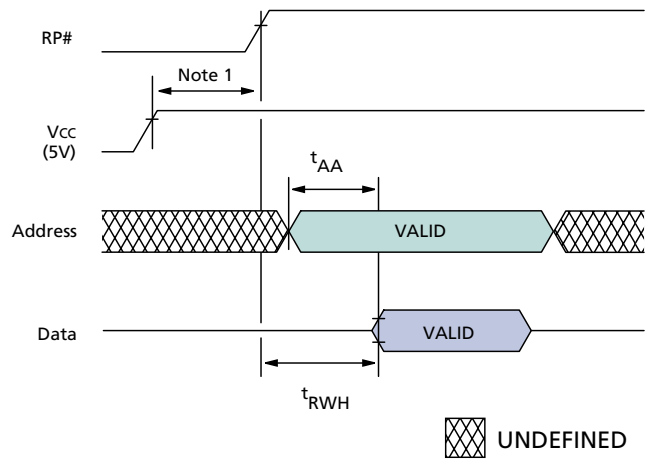 RP#
Note 1
VCC
(5V)
tAA
Address
VALID
Data
VALID
tRWH
UNDEFINED